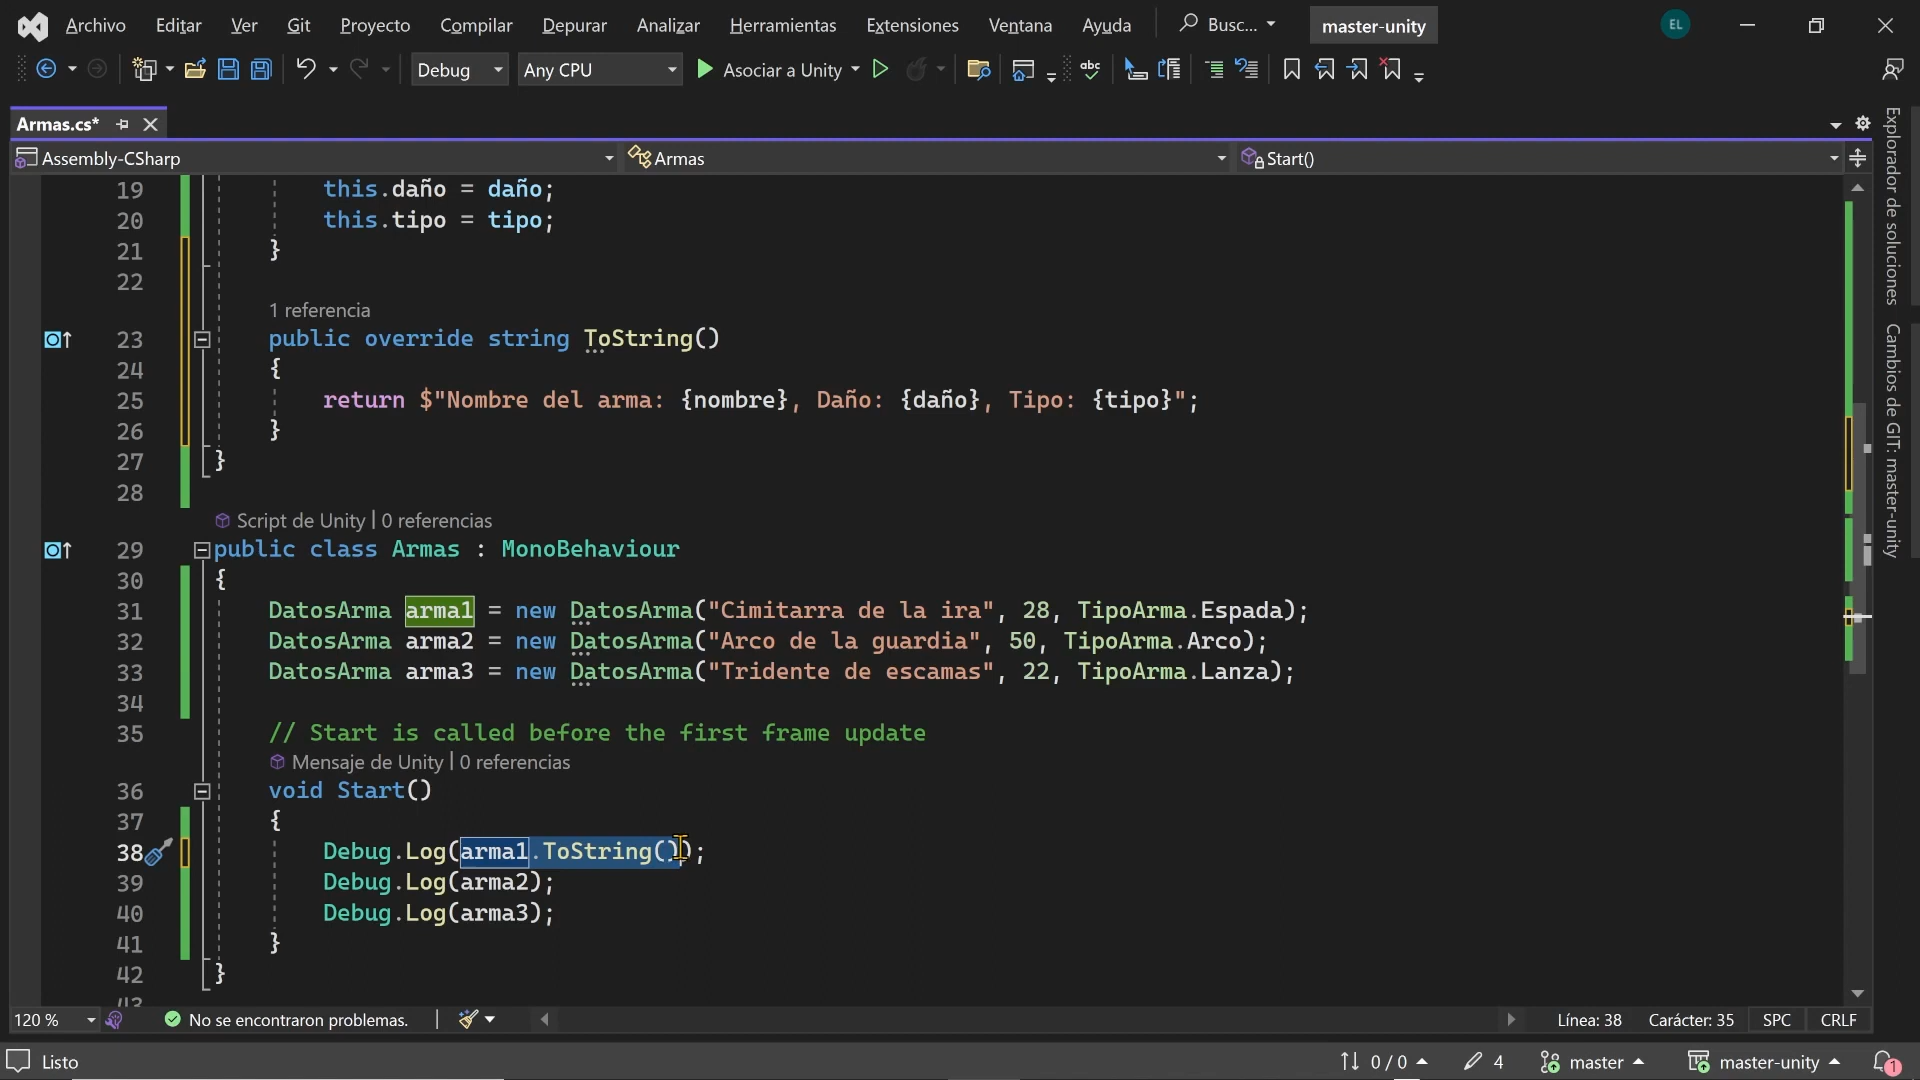 Archivo Editar Ver Git Proyecto Compilar Depurar Analizar Herramientas Extensiones Ventana Ayuda Busc... master-unity EL
Debug Any CPU Asociar a Unity abc
Armas.cs*
Assembly-CSharp Armas Start()
19 this.daño = daño;
20 this.tipo = tipo;
21 }
22
1 referencia
23 public override string ToString()
24 {
25 return $"Nombre del arma: {nombre}, Daño: {daño}, Tipo: {tipo}";
26 }
27 }
28
Script de Unity | 0 referencias
29 public class Armas : MonoBehaviour
30 {
31 DatosArma arma1 = new DatosArma("Cimitarra de la ira", 28, TipoArma.Espada);
32 DatosArma arma2 = new DatosArma("Arco de la guardia", 50, TipoArma.Arco);
33 DatosArma arma3 = new DatosArma("Tridente de escamas", 22, TipoArma.Lanza);
34
35 // Start is called before the first frame update
Mensaje de Unity | 0 referencias
36 void Start()
37 {
38 Debug.Log(arma1.ToString());
39 Debug.Log(arma2);
40 Debug.Log(arma3);
41 }
42 }
43
Explorador de soluciones
Cambios de GIT: master-unity
120 % No se encontraron problemas. Línea: 38 Carácter: 35 SPC CRLF
Listo 0 / 0 4 master master-unity 1